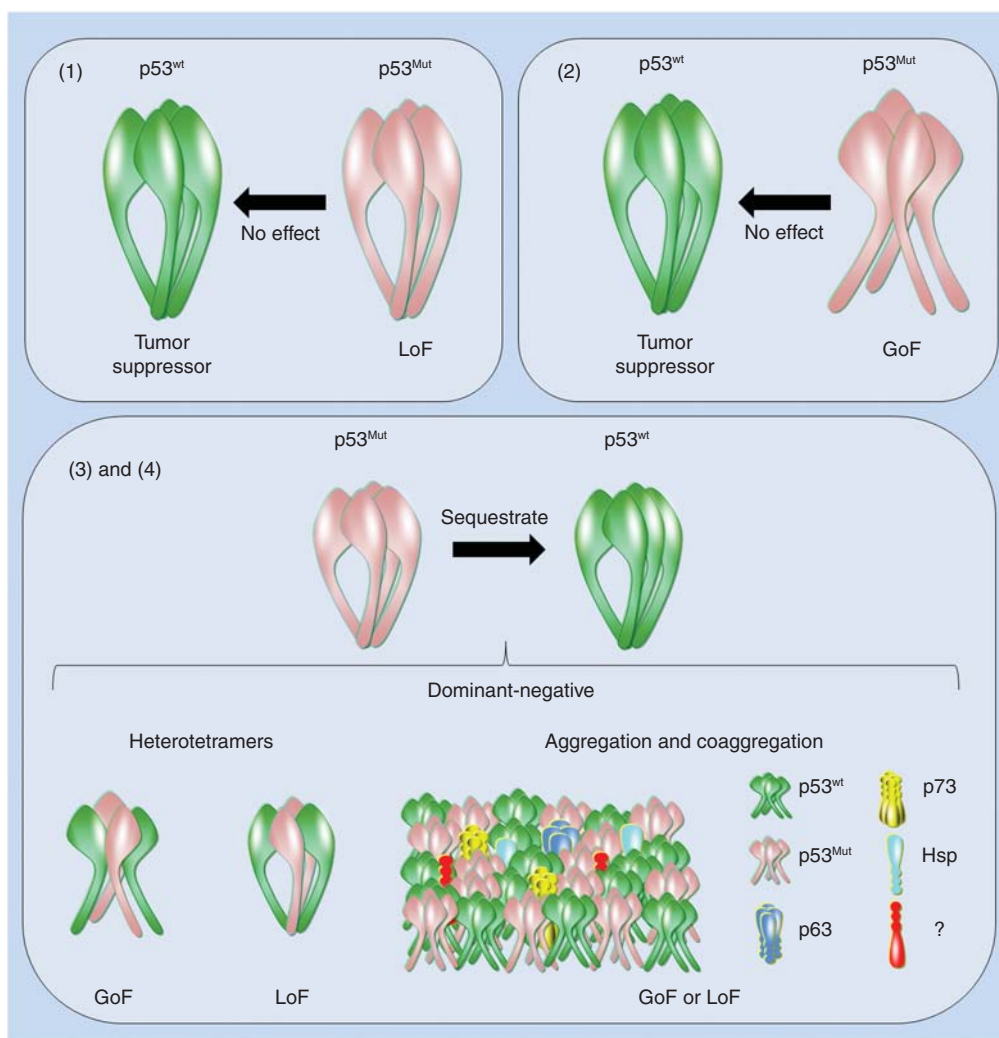 (1)
p53wt
p53Mut
No effect
Tumor
suppressor
LoF
(2)
p53wt
p53Mut
No effect
Tumor
suppressor
GoF
(3) and (4)
p53Mut
p53wt
Sequestrate
Dominant-negative
Heterotetramers
GoF
LoF
Aggregation and coaggregation
GoF or LoF
p53wt
p73
p53Mut
Hsp
p63
?